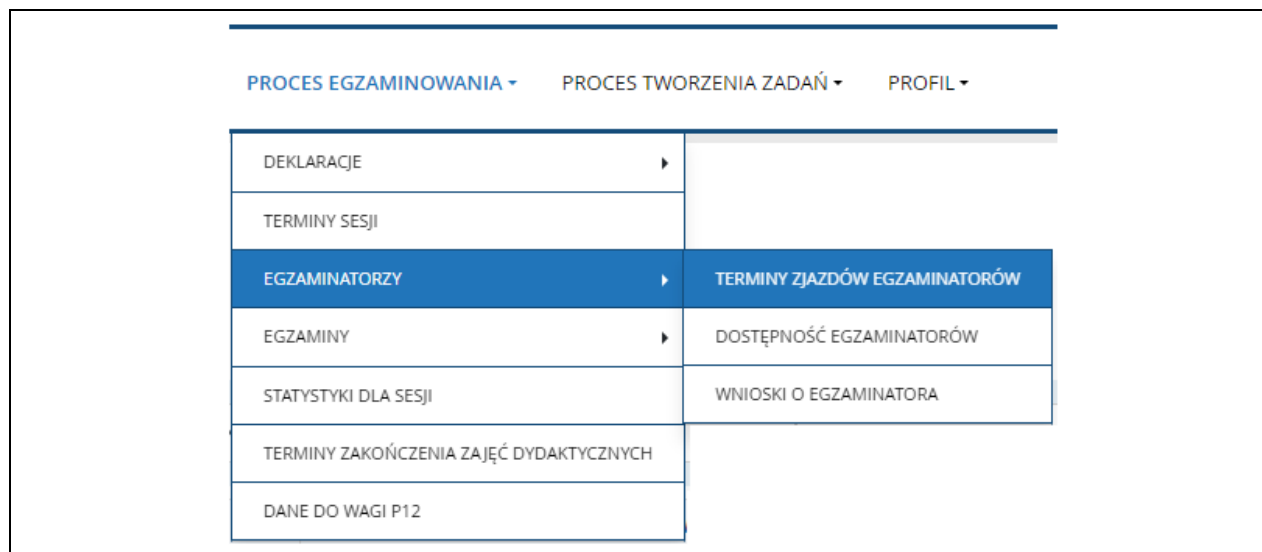 PROCES EGZAMINOWANIA PROCES TWORZENIA ZADAŃ PROFIL
DEKLARACJE
TERMINY SESJI
EGZAMINATORZY TERMINY ZJAZDÓW EGZAMINATORÓW
EGZAMINY DOSTĘPNOŚĆ EGZAMINATORÓW
STATYSTYKI DLA SESJI WNIOSKI O EGZAMINATORA
TERMINY ZAKOŃCZENIA ZAJĘĆ DYDAKTYCZNYCH
DANE DO WAGI P12